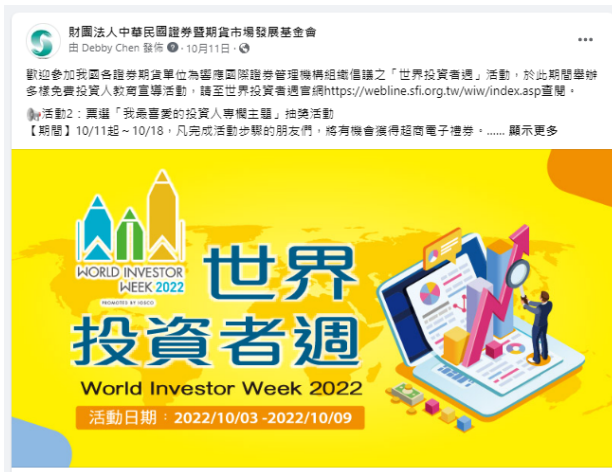 財團法人中華民國證券暨期貨市場發展基金會
由 Debby Chen 發佈 · 10月11日 ·
歡迎參加我國各證券期貨單位為響應國際證券管理機構組織倡議之「世界投資者週」活動，於此期間舉辦
多樣免費投資人教育宣導活動，請至世界投資者週官網https://webline.sfi.org.tw/wiw/index.asp查閱。
活動2：票選「我最喜愛的投資人專欄主題」抽獎活動
【期間】10/11起～10/18，凡完成活動步驟的朋友們，將有機會獲得超商電子禮券。…… 顯示更多
WORLD INVESTOR
WEEK 2022
PROMOTED BY IOSCO
世界
投資者週
World Investor Week 2022
活動日期：2022/10/03 -2022/10/09